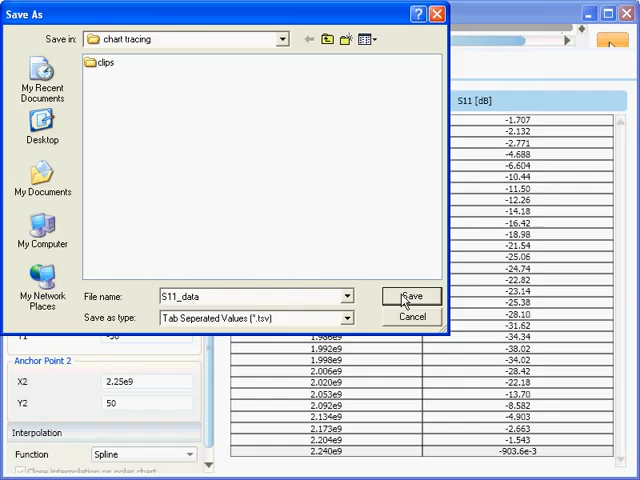 Save As
Save in:
chart tracing
clips
My Recent
Documents
Desktop
My Documents
My Computer
My Network
Places
File name:
S11_data
Save
Save as type:
Tab Seperated Values (*.tsv)
Cancel
S11 [dB]
-1.707
-2.132
-2.771
-4.688
-6.604
-10.44
-11.50
-12.26
-14.18
-16.42
-18.98
-21.54
-25.06
-24.74
-22.82
-23.14
-25.38
-28.10
-31.62
1.986e9 -34.34
1.992e9 -38.02
1.998e9 -34.02
2.006e9 -28.42
2.020e9 -22.18
2.053e9 -13.70
2.092e9 -8.582
2.134e9 -4.903
2.173e9 -2.663
2.204e9 -1.543
2.240e9 -903.6e-3
Anchor Point 2
X2 2.25e9
Y2 50
Interpolation
Function Spline
Close interpolation on polar chart